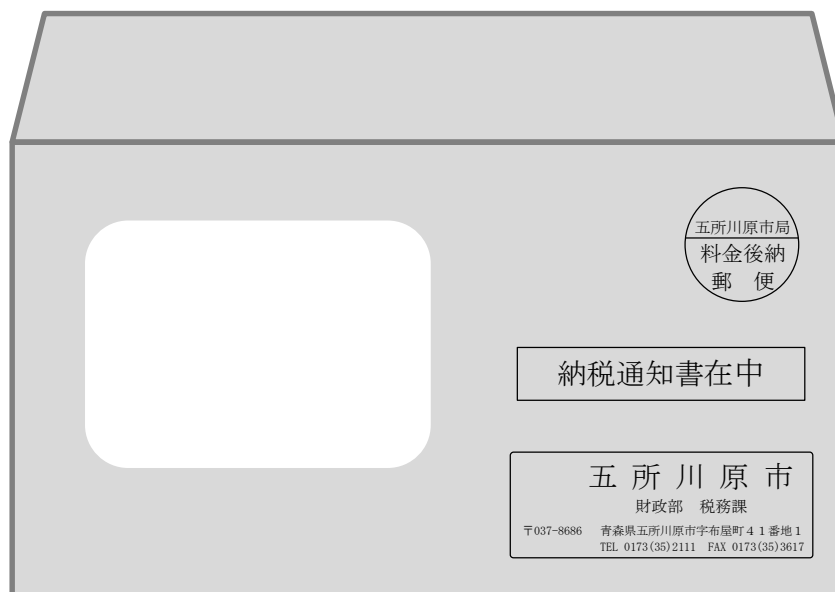 五所川原市局
料金後納
郵　便
納税通知書在中
五所川原市
財政部　税務課
〒037-8686　青森県五所川原市字布屋町４１番地１
TEL 0173(35)2111　FAX 0173(35)3617